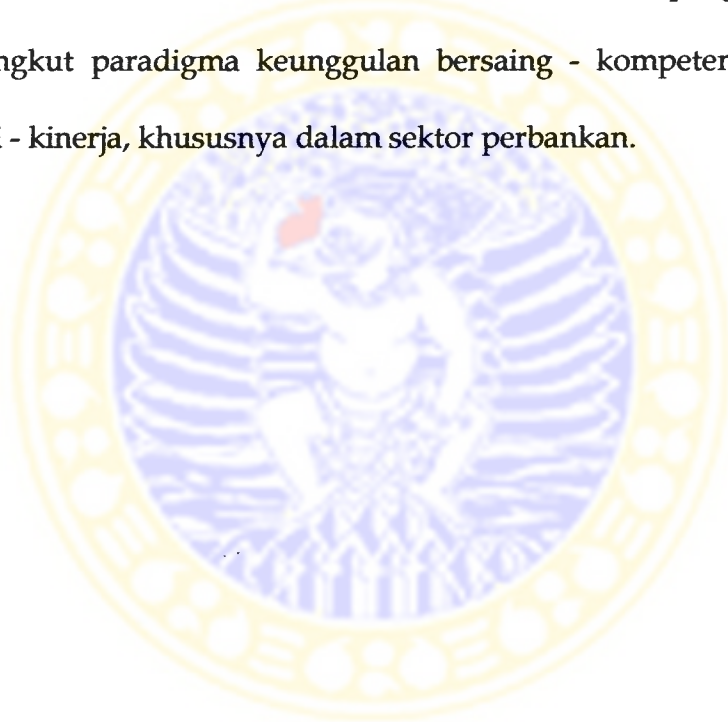 ngkut paradigma keunggulan bersaing - kompeten
- kinerja, khususnya dalam sektor perbankan.